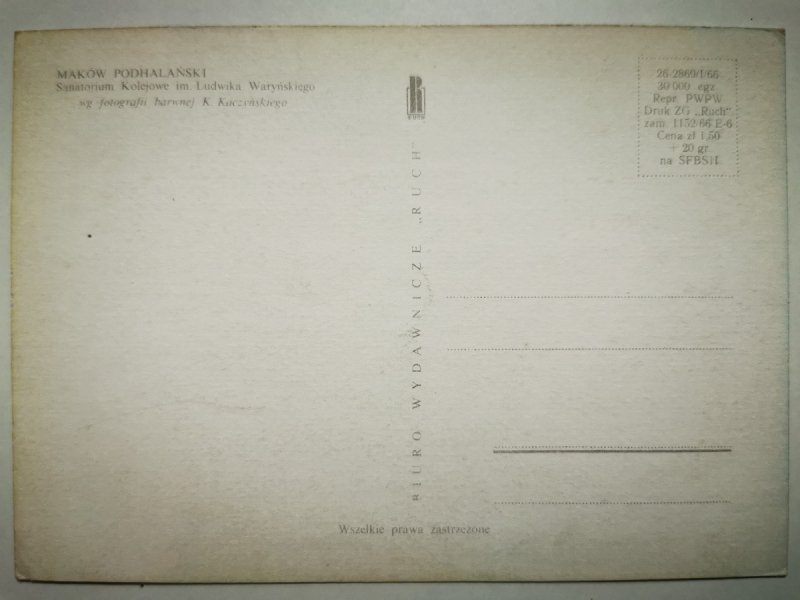 MAKÓW PODHALAŃSKI
Sanatorium Kolejowe im. Ludwika Waryńskiego
wg fotografii barwnej K. Kaczyńskiego
RUCH
BIURO WYDAWNICZE „RUCH"
26-2869/I/66
30 000 egz
Repr. PWPW
Druk ZG „Ruch"
zam. 1152/66 E-6
Cena zł 1,50
+ 20 gr
na SFBSiI
Wszelkie prawa zastrzeżone